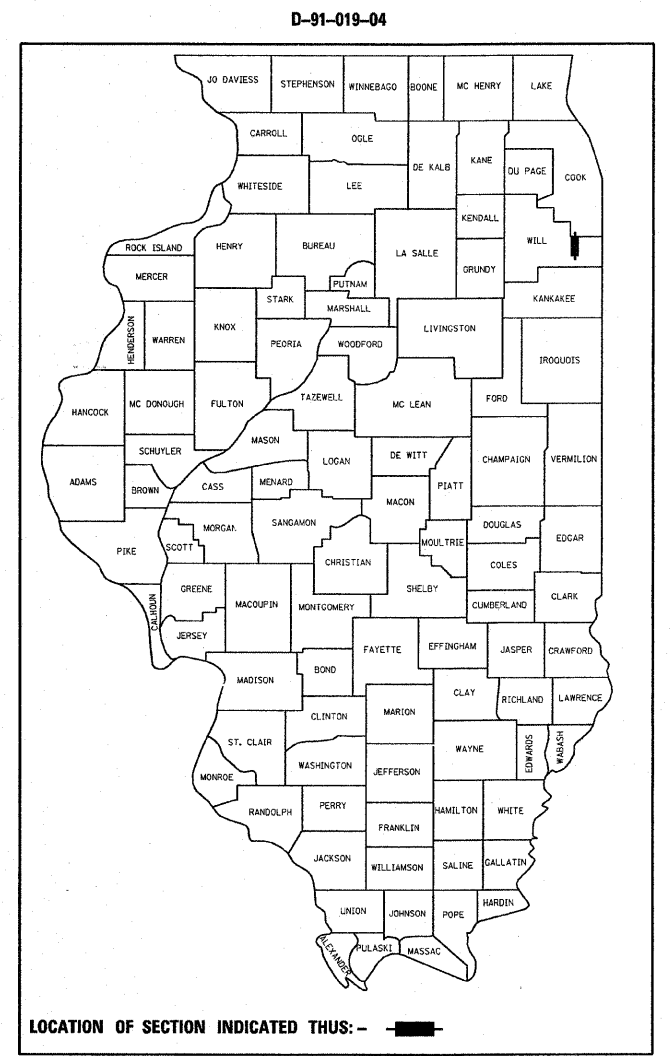 D-91-019-04
JO DAVIESS
STEPHENSON
WINNEBAGO
BOONE
MC HENRY
LAKE
CARROLL
OGLE
DE KALB
KANE
DU PAGE
COOK
WHITESIDE
LEE
KENDALL
ROCK ISLAND
HENRY
BUREAU
LA SALLE
WILL
GRUNDY
MERCER
PUTNAM
STARK
MARSHALL
KANKAKEE
HENDERSON
WARREN
KNOX
PEORIA
WOODFORD
LIVINGSTON
IROQUOIS
HANCOCK
MC DONOUGH
FULTON
TAZEWELL
MC LEAN
FORD
MASON
SCHUYLER
LOGAN
DE WITT
CHAMPAIGN
VERMILION
ADAMS
BROWN
CASS
MENARD
PIATT
MACON
MORGAN
SANGAMON
DOUGLAS
PIKE
SCOTT
MOULTRIE
EDGAR
CHRISTIAN
COLES
GREENE
MACOUPIN
SHELBY
CALHOUN
MONTGOMERY
CUMBERLAND
CLARK
JERSEY
FAYETTE
EFFINGHAM
JASPER
CRAWFORD
BOND
MADISON
CLAY
RICHLAND
LAWRENCE
CLINTON
MARION
ST. CLAIR
WAYNE
EDWARDS
WABASH
WASHINGTON
JEFFERSON
MONROE
RANDOLPH
PERRY
HAMILTON
WHITE
FRANKLIN
JACKSON
WILLIAMSON
SALINE
GALLATIN
UNION
JOHNSON
POPE
HARDIN
ALEXANDER
PULASKI
MASSAC
LOCATION OF SECTION INDICATED THUS: -